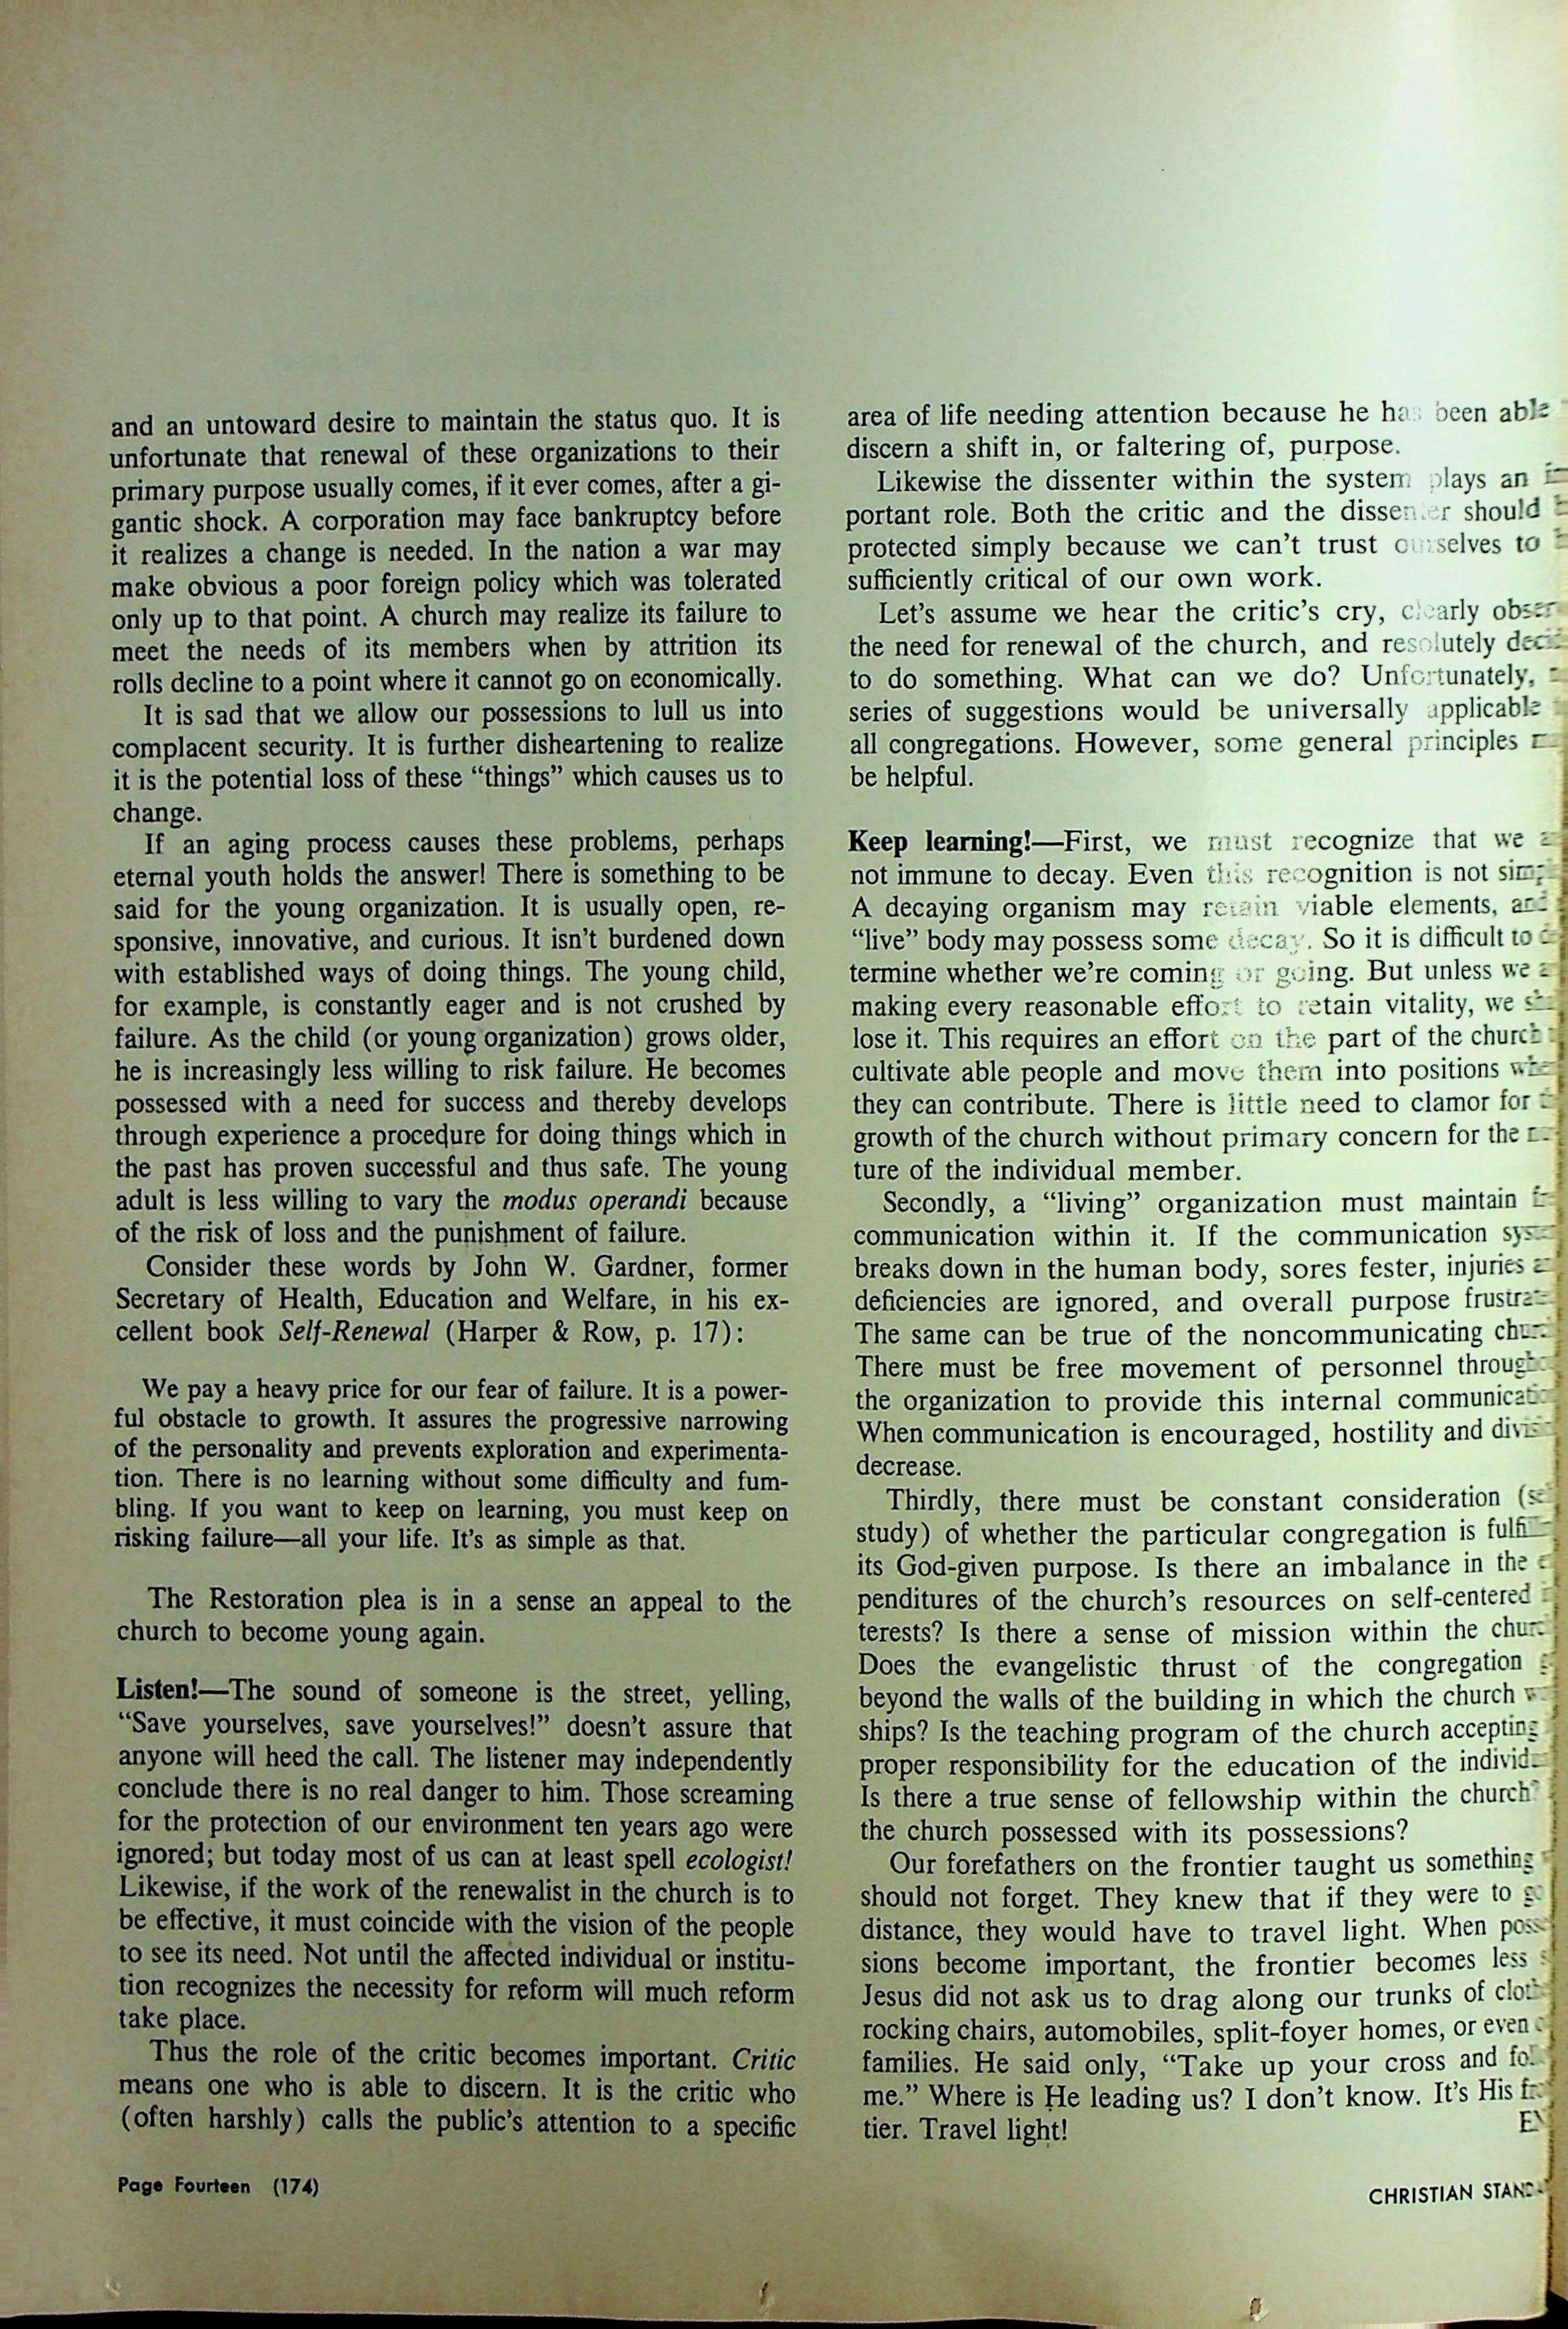 and an untoward desire to maintain the status quo. It is
unfortunate that renewal of these organizations to their
primary purpose usually comes, if it ever comes, after a gi-
gantic shock. A corporation may face bankruptcy before
it realizes a change is needed. In the nation a war may
make obvious a poor foreign policy which was tolerated
only up to that point. A church may realize its failure to
meet the needs of its members when by attrition its
rolls decline to a point where it cannot go on economically.
It is sad that we allow our possessions to lull us into
complacent security. It is further disheartening to realize
it is the potential loss of these “things” which causes us to
change.
If an aging process causes these problems, perhaps
eternal youth holds the answer! There is something to be
said for the young organization. It is usually open, re-
sponsive, innovative, and curious. It isn’t burdened down
with established ways of doing things. The young child,
for example, is constantly eager and is not crushed by
failure. As the child (or young organization) grows older,
he is increasingly less willing to risk failure. He becomes
possessed with a need for success and thereby develops
through experience a procedure for doing things which in
the past has proven successful and thus safe. The young
adult is less willing to vary the modus operandi because
of the risk of loss and the punishment of failure.
Consider these words by John W. Gardner, former
Secretary of Health, Education and Welfare, in his ex-
cellent book Self-Renewal (Harper & Row, p. 17):
We pay a heavy price for our fear of failure. It is a power-
ful obstacle to growth. It assures the progressive narrowing
of the personality and prevents exploration and experimenta-
tion. There is no learning without some difficulty and fum-
bling. If you want to keep on learning, you must keep on
risking failure—all your life. It’s as simple as that.
The Restoration plea is in a sense an appeal to the
church to become young again.
Listen!—The sound of someone is the street, yelling,
“Save yourselves, save yourselves!” doesn’t assure that
anyone will heed the call. The listener may independently
conclude there is no real danger to him. Those screaming
for the protection of our environment ten years ago were
ignored; but today most of us can at least spell ecologist!
Likewise, if the work of the renewalist in the church is to
be effective, it must coincide with the vision of the people
to see its need. Not until the affected individual or institu-
tion recognizes the necessity for reform will much reform
take place.
Thus the role of the critic becomes important. Critic
means one who is able to discern. It is the critic who
(often harshly) calls the public’s attention to a specific
area of life needing attention because he has been able
discern a shift in, or faltering of, purpose.
Likewise the dissenter within the system plays an
portant role. Both the critic and the dissenter should
protected simply because we can’t trust ourselves to
sufficiently critical of our own work.
Let’s assume we hear the critic’s cry, clearly
the need for renewal of the church, and resolutely
to do something. What can we do? Unfortunately,
series of suggestions would be universally applicable
all congregations. However, some general principles
be helpful.
Keep learning!—First, we must recognize that we
not immune to decay. Even this recognition is not
A decaying organism may retain viable elements,
“live” body may possess some decay. So it is difficult to
termine whether we’re coming or going. But unless we
making every reasonable effort to retain vitality, we
lose it. This requires an effort on the part of the church
cultivate able people and move them into positions
they can contribute. There is little need to clamor for
growth of the church without primary concern for the
ture of the individual member.
Secondly, a “living” organization must maintain
communication within it. If the communication
breaks down in the human body, sores fester, injuries
deficiencies are ignored, and overall purpose
The same can be true of the noncommunicating
There must be free movement of personnel
the organization to provide this internal
When communication is encouraged, hostility and
decrease.
Thirdly, there must be constant consideration
study) of whether the particular congregation is
its God-given purpose. Is there an imbalance in the
penditures of the church’s resources on self-centered
terests? Is there a sense of mission within the
Does the evangelistic thrust of the congregation
beyond the walls of the building in which the church
ships? Is the teaching program of the church accepting
proper responsibility for the education of the
Is there a true sense of fellowship within the church?
the church possessed with its possessions?
Our forefathers on the frontier taught us something
should not forget. They knew that if they were to
distance, they would have to travel light. When
sions become important, the frontier becomes less
Jesus did not ask us to drag along our trunks of
rocking chairs, automobiles, split-foyer homes, or even
families. He said only, “Take up your cross and
me.” Where is He leading us? I don’t know. It’s His
tier. Travel light!
Page Fourteen (174)
CHRISTIAN